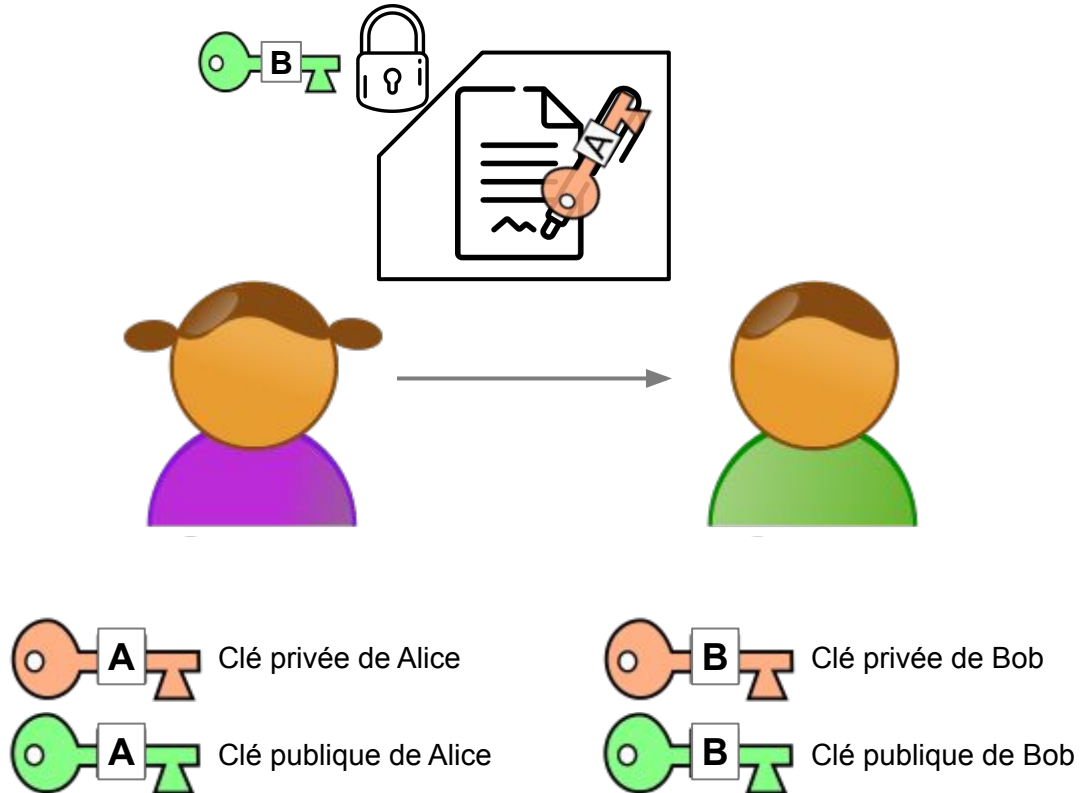 B
A
A Clé privée de Alice
B Clé privée de Bob
A Clé publique de Alice
B Clé publique de Bob